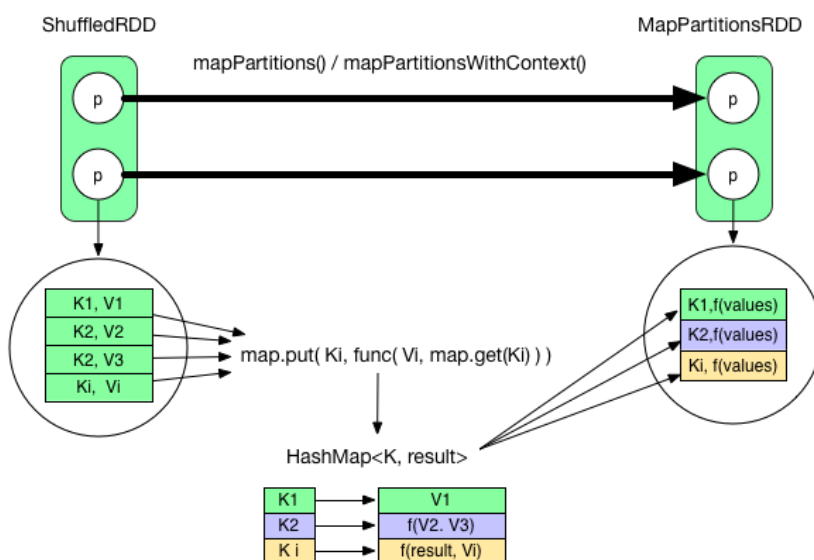 ShuffledRDD
MapPartitionsRDD
mapPartitions() / mapPartitionsWithContext()
p
p
p
p
K1, V1
K2, V2
K2, V3
Ki, Vi
map.put( Ki, func( Vi, map.get(Ki) ) )
K1,f(values)
K2,f(values)
Ki, f(values)
HashMap<K, result>
K1
V1
K2
f(V2. V3)
K i
f(result, Vi)